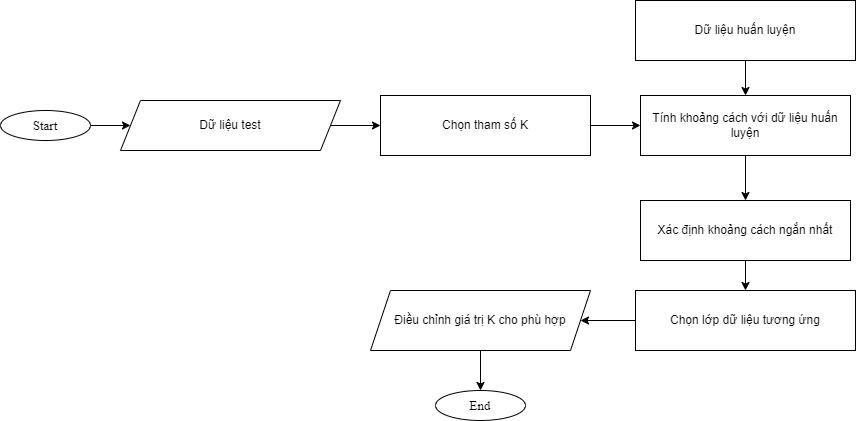 Dữ liệu huấn luyện
Start
Dữ liệu test
Chọn tham số K
Tính khoảng cách với dữ liệu huấn
luyện
Xác định khoảng cách ngắn nhất
Chọn lớp dữ liệu tương ứng
Điều chỉnh giá trị K cho phù hợp
End